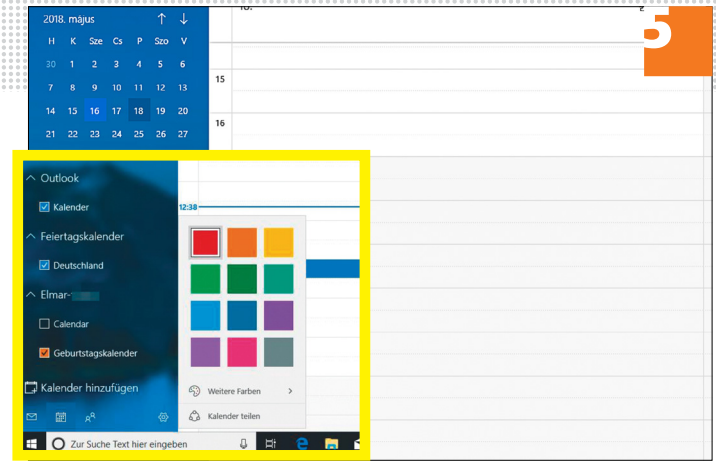 2018. május
H K Sze Cs P Szo V
30 1 2 3 4 5 6
7 8 9 10 11 12 13
14 15 16 17 18 19 20
21 22 23 24 25 26 27
15
16
Outlook
Kalender
Feiertagskalender
Deutschland
Elmar-
Calendar
Geburtstagskalender
Kalender hinzufügen
12:38
Weitere Farben
Kalender teilen
Zur Suche Text hier eingeben